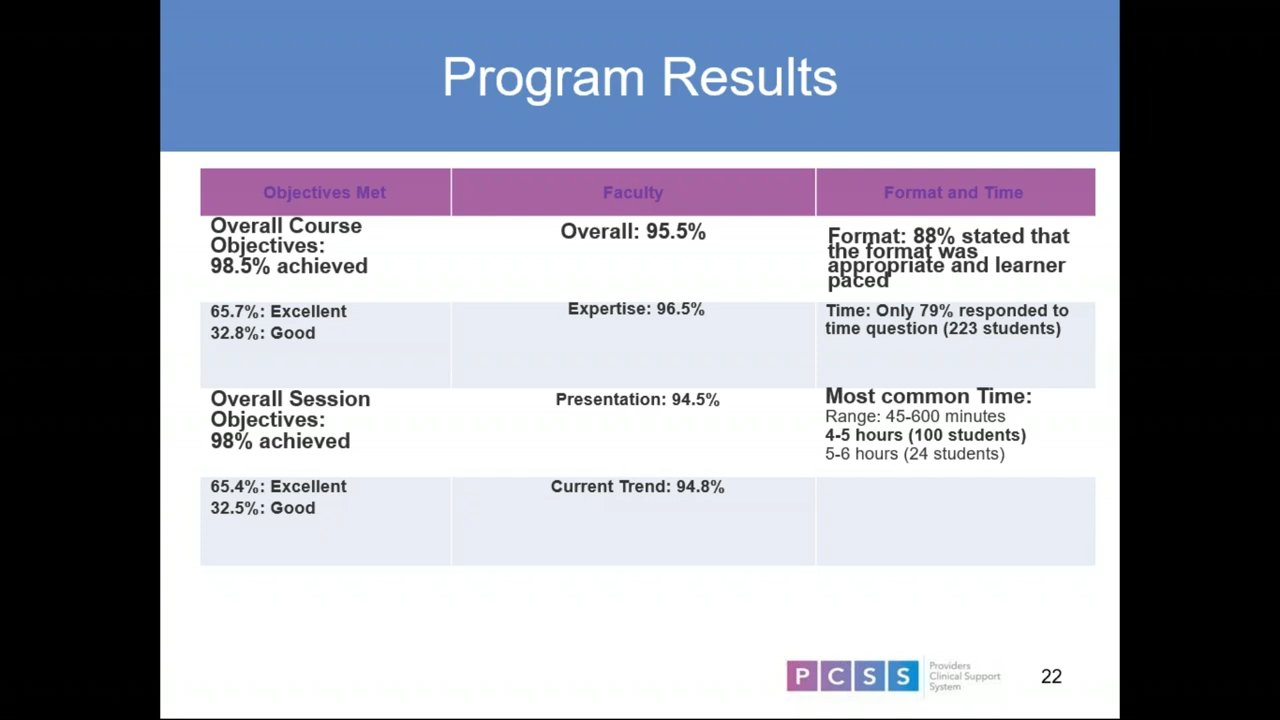 Program Results
Objectives Met
Faculty
Format and Time
Overall Course
Objectives:
98.5% achieved
Overall: 95.5%
Format: 88% stated that
the format was
appropriate and learner
paced
65.7%: Excellent
32.8%: Good
Expertise: 96.5%
Time: Only 79% responded to
time question (223 students)
Overall Session
Objectives:
98% achieved
Presentation: 94.5%
Most common Time:
Range: 45-600 minutes
4-5 hours (100 students)
5-6 hours (24 students)
65.4%: Excellent
32.5%: Good
Current Trend: 94.8%
PCSS
Providers
Clinical Support
System
22